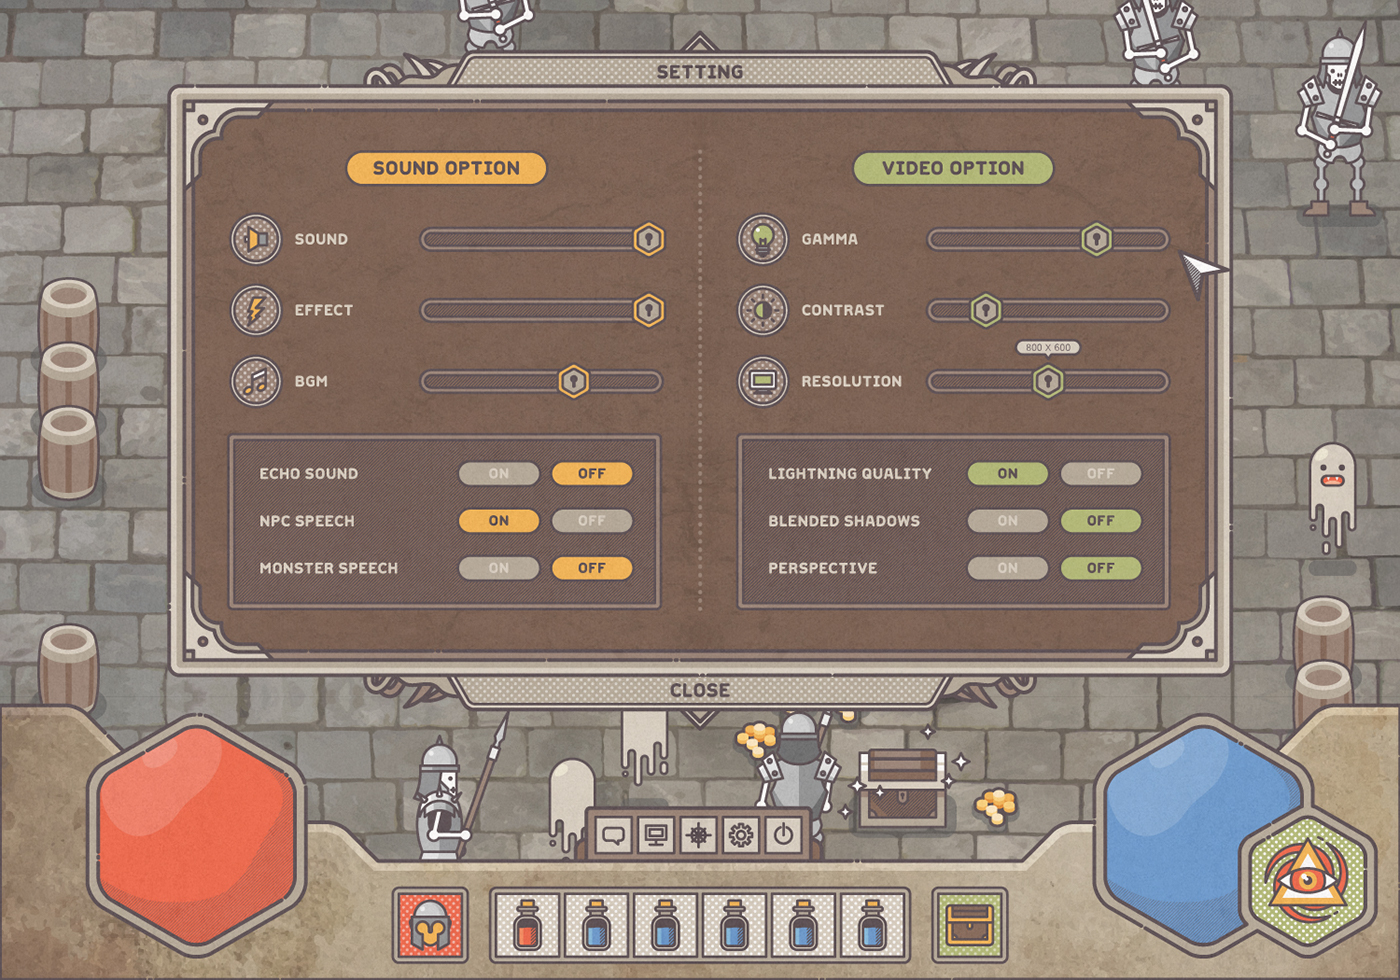 SETTING
SOUND OPTION
SOUND
EFFECT
BGM
ECHO SOUND ON OFF
NPC SPEECH ON OFF
MONSTER SPEECH ON OFF
VIDEO OPTION
GAMMA
CONTRAST
800 X 600
RESOLUTION
LIGHTNING QUALITY ON OFF
BLENDED SHADOWS ON OFF
PERSPECTIVE ON OFF
CLOSE